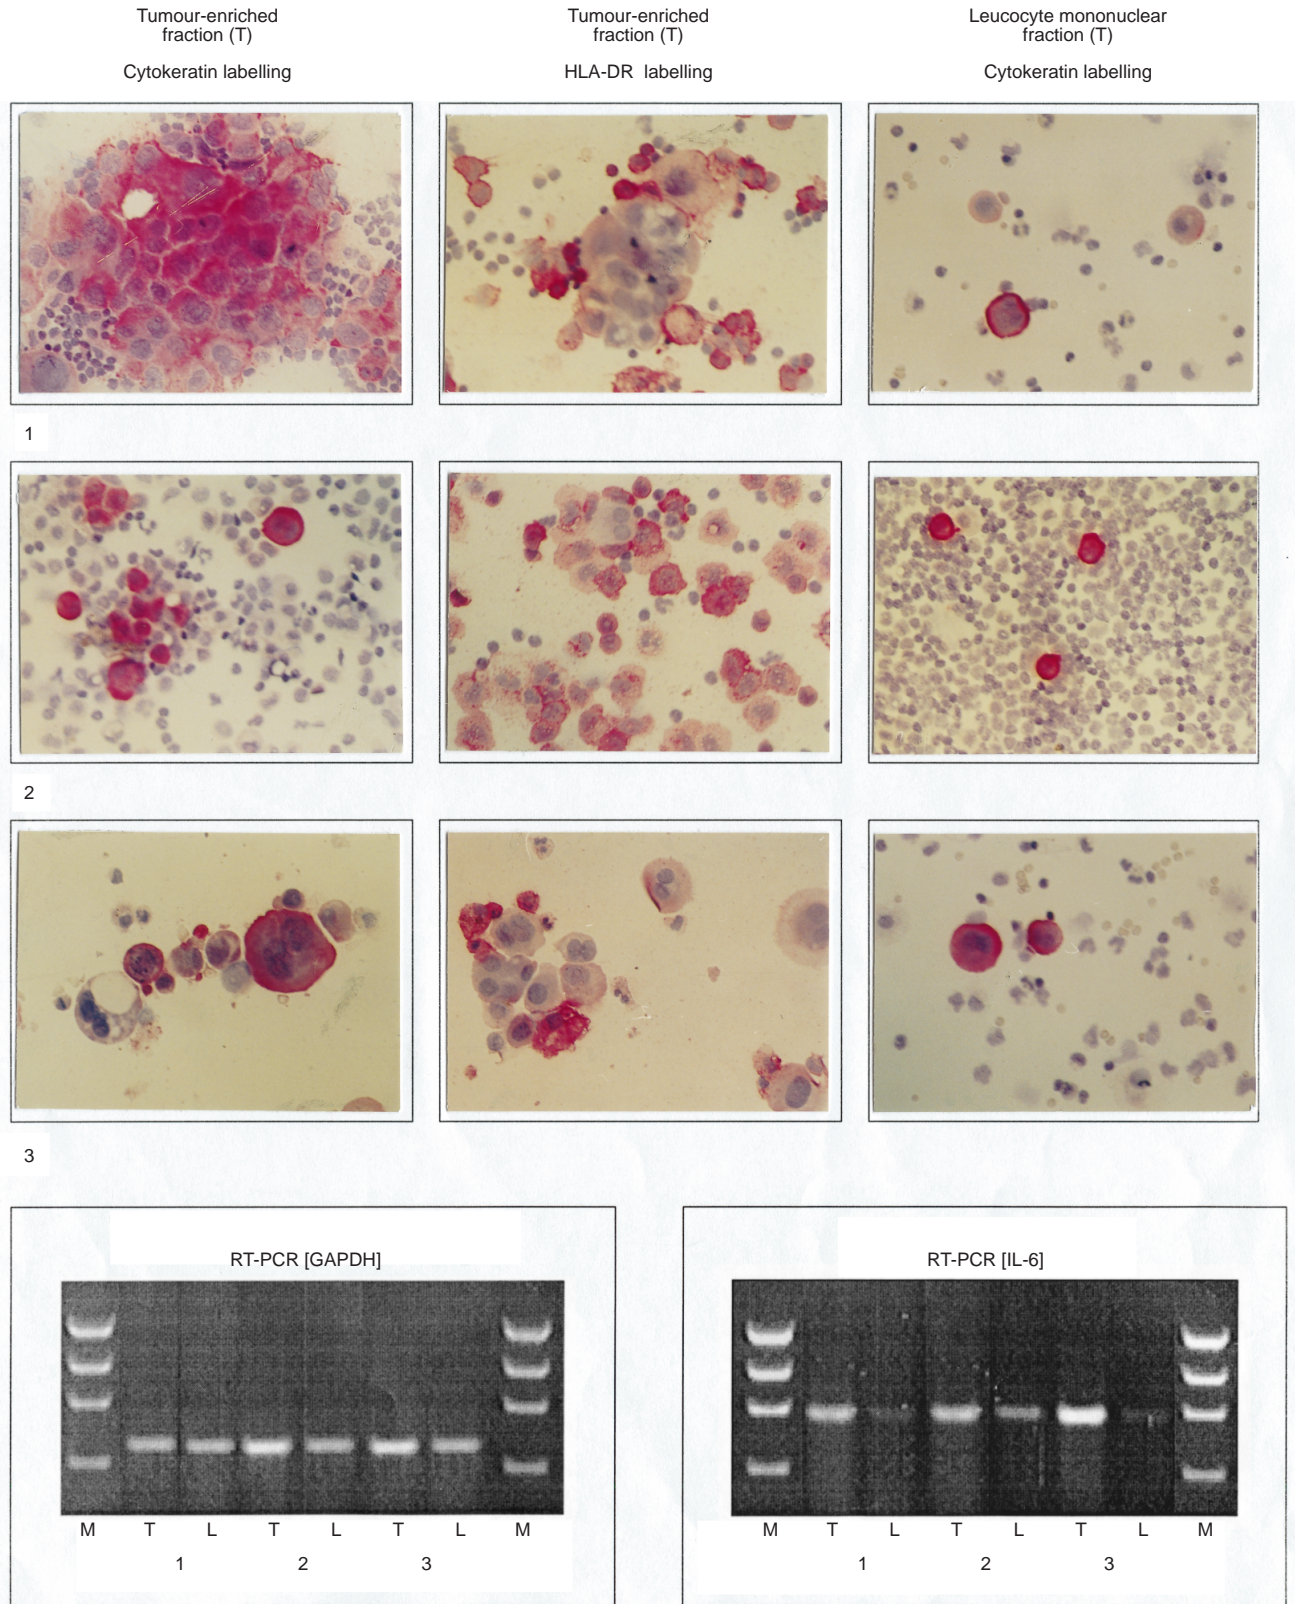 Tumour-enriched
fraction (T)
Cytokeratin labelling
Tumour-enriched
fraction (T)
HLA-DR labelling
Leucocyte mononuclear
fraction (T)
Cytokeratin labelling
1
2
3
RT-PCR [GAPDH]
M T L T L T L M
1 2 3
RT-PCR [IL-6]
M T L T L T L M
1 2 3